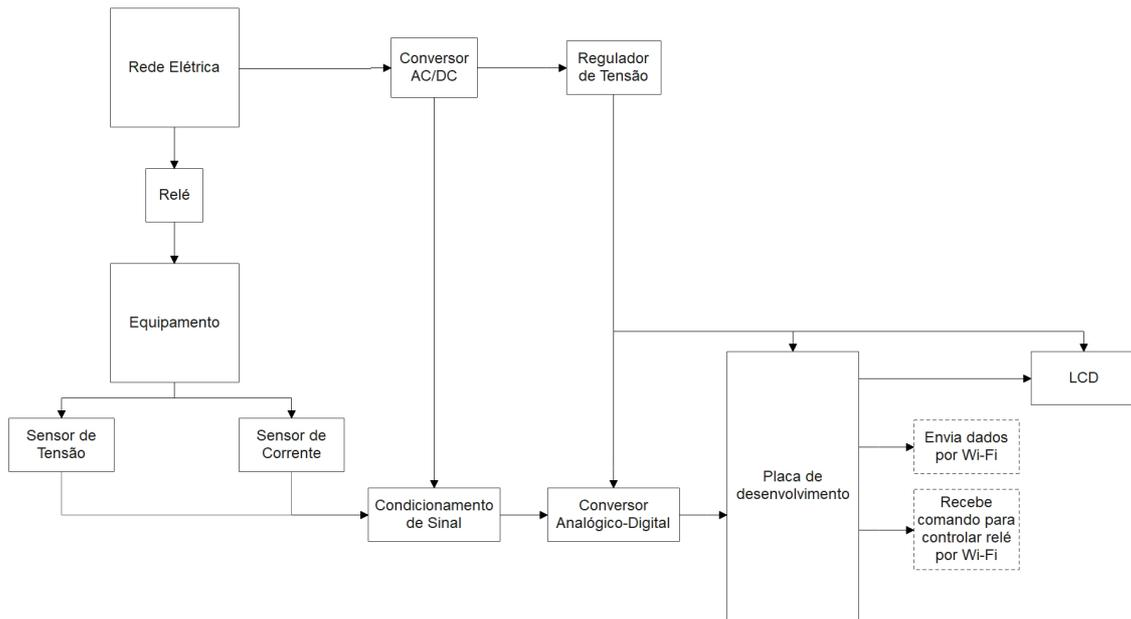 Rede Elétrica
Conversor
AC/DC
Regulador
de Tensão
Relé
Equipamento
LCD
Sensor de
Tensão
Sensor de
Corrente
Envia dados
por Wi-Fi
Placa de
desenvolvimento
Condicionamento
de Sinal
Conversor
Analógico-Digital
Recebe
comando para
controlar relé
por Wi-Fi